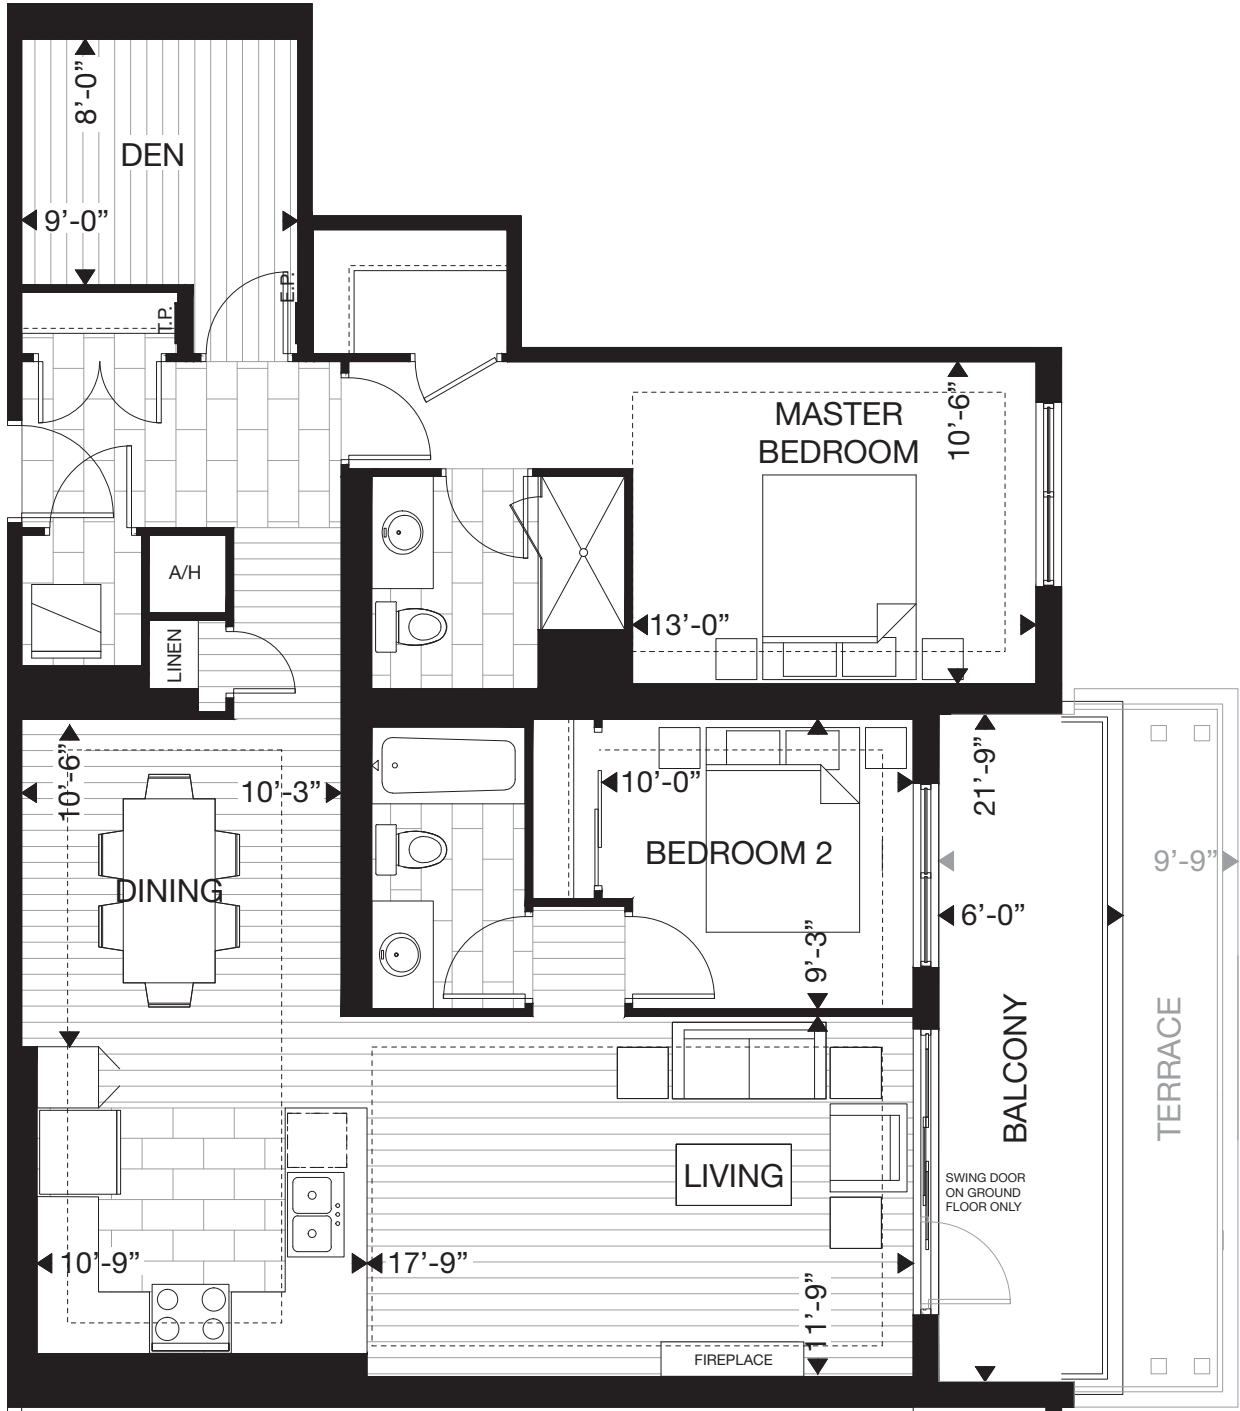 8’-0”
DEN
9’-0”
E.P.
T.P.
MASTER
BEDROOM
10’-6”
A/H
13’-0”
LINEN
10’-6”
10’-3”
10’-0”
21’-9”
BEDROOM 2
9’-9”
DINING
6’-0”
9’-3”
BALCONY
TERRACE
LIVING
SWING DOOR
ON GROUND
FLOOR ONLY
10’-9”
17’-9”
11’-9”
FIREPLACE